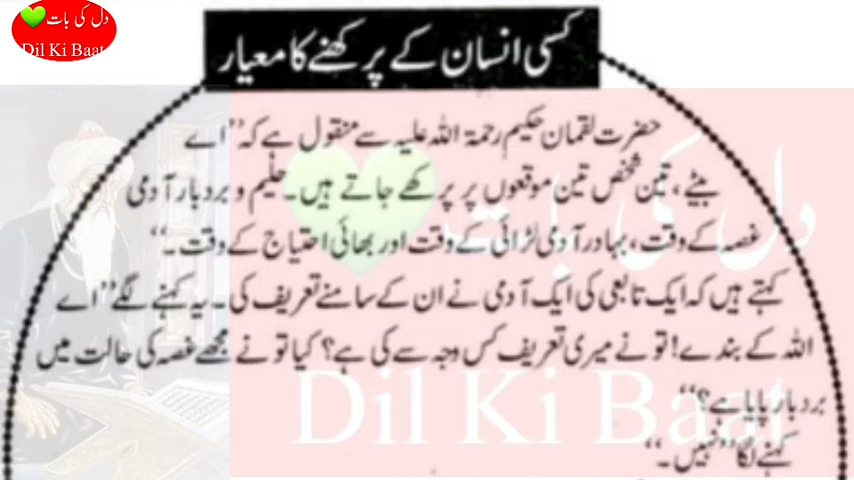 دل کی بات
Dil Ki Baat
کسی انسان کے پرکھنے کا معیار
حضرت لقمان حکیم رحمۃ اللہ علیہ سے منقول ہے کہ ’’اے
بیٹے، تین شخص تین موقعوں پر پرکھے جاتے ہیں۔ حلیم و بردبار آدمی
غصہ کے وقت، بہادر آدمی لڑائی کے وقت اور بھائی احتیاج کے وقت۔‘‘
کہتے ہیں کہ ایک تابعی کی ایک آدمی نے ان کے سامنے تعریف کی۔ یہ کہنے لگے ’’اے
اللہ کے بندے! تو نے میری تعریف کس وجہ سے کی ہے؟ کیا تو نے مجھے غصہ کی حالت میں
بردبار پایا ہے؟‘‘
کہنے لگا ’’نہیں۔‘‘
دل کی بات
Dil Ki Baat